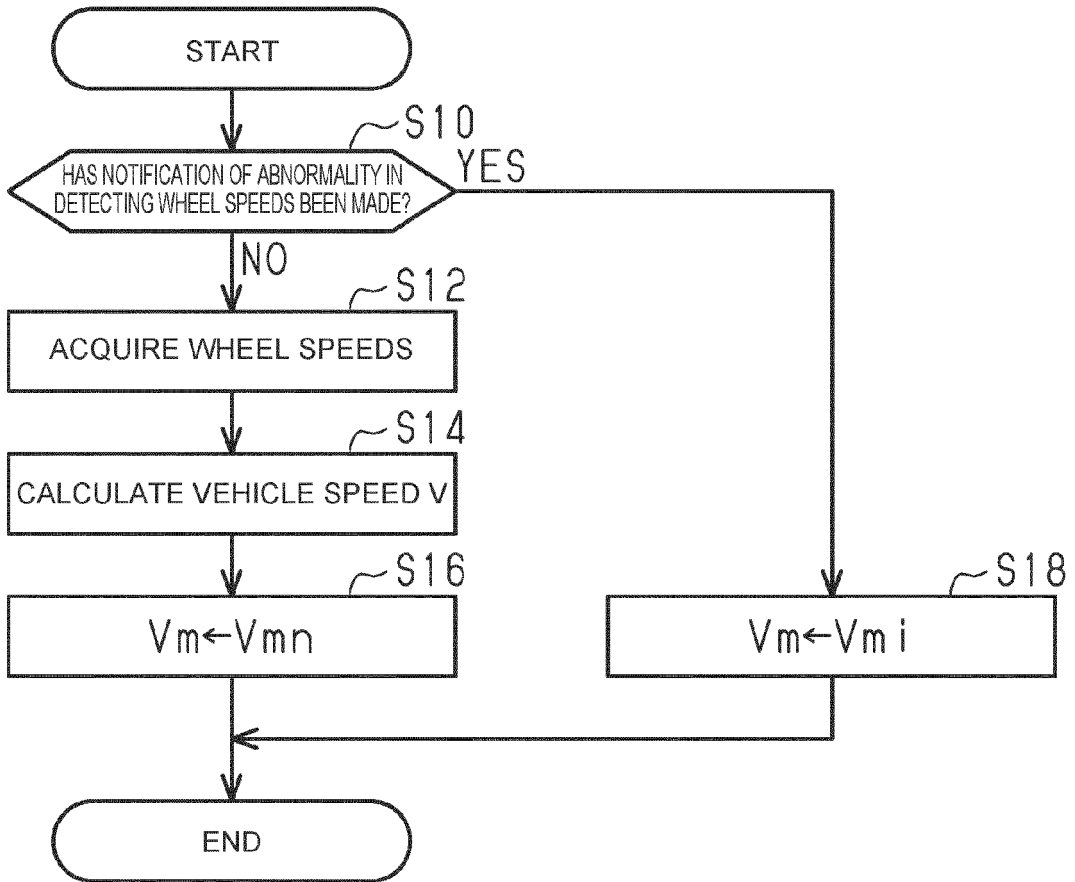 START
S10
HAS NOTIFICATION OF ABNORMALITY IN
DETECTING WHEEL SPEEDS BEEN MADE?
YES
NO
S12
ACQUIRE WHEEL SPEEDS
S14
CALCULATE VEHICLE SPEED V
S16
Vm←Vmn
S18
Vm←Vmi
END